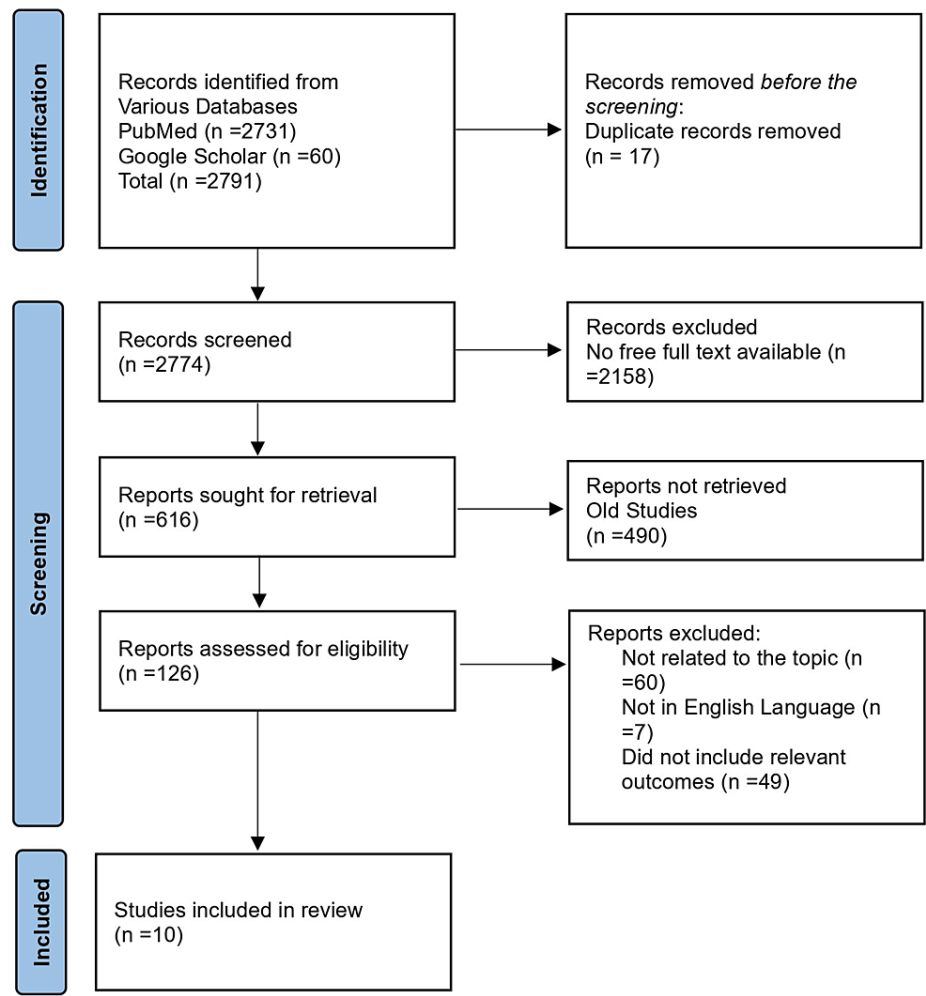 Identification
Records identified from
Various Databases
PubMed (n =2731)
Google Scholar (n =60)
Total (n =2791)
Records removed before the
screening:
Duplicate records removed
(n = 17)
Screening
Records screened
(n =2774)
Records excluded
No free full text available (n
=2158)
Reports sought for retrieval
(n =616)
Reports not retrieved
Old Studies
(n =490)
Reports assessed for eligibility
(n =126)
Reports excluded:
Not related to the topic (n
=60)
Not in English Language (n
=7)
Did not include relevant
outcomes (n =49)
Included
Studies included in review
(n =10)